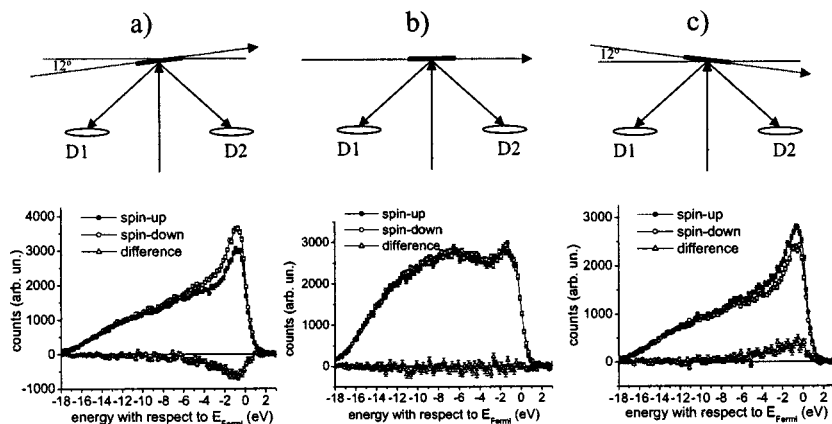 a)
b)
c)
12°
12°
D1
D2
D1
D2
D1
D2
4000
3000
2000
1000
0
-1000
spin-up
spin-down
difference
counts (arb. un.)
-18 -16 -14 -12 -10 -8 -6 -4 -2 0 2
energy with respect to E_Fermi (eV)
3000
2000
1000
0
spin-up
spin-down
difference
counts (arb. un.)
-18 -16 -14 -12 -10 -8 -6 -4 -2 0 2
energy with respect to E_Fermi (eV)
3000
2000
1000
0
spin-up
spin-down
difference
counts (arb. un.)
-18 -16 -14 -12 -10 -8 -6 -4 -2 0 2
energy with respect to E_Fermi (eV)